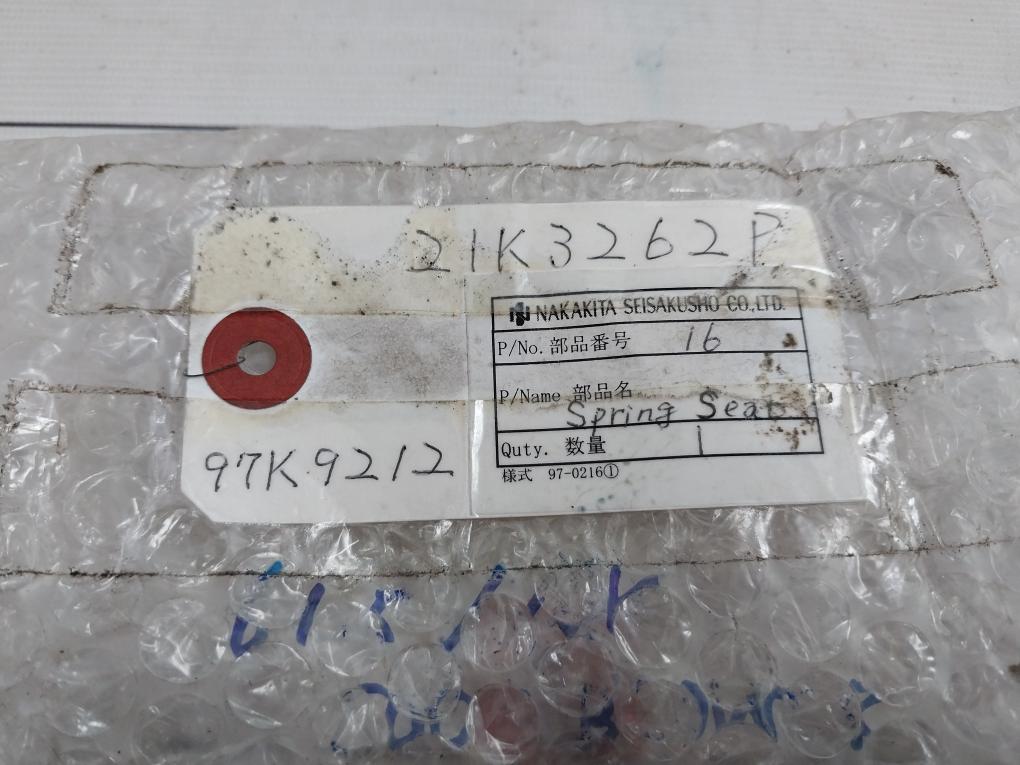 21K3262P
NAKAKITA SEISAKUSHO CO.,LTD.
P/No. 部品番号 16
P/Name 部品名
Spring Seat
Quty. 数量 1
様式 97-0216①
97K9212